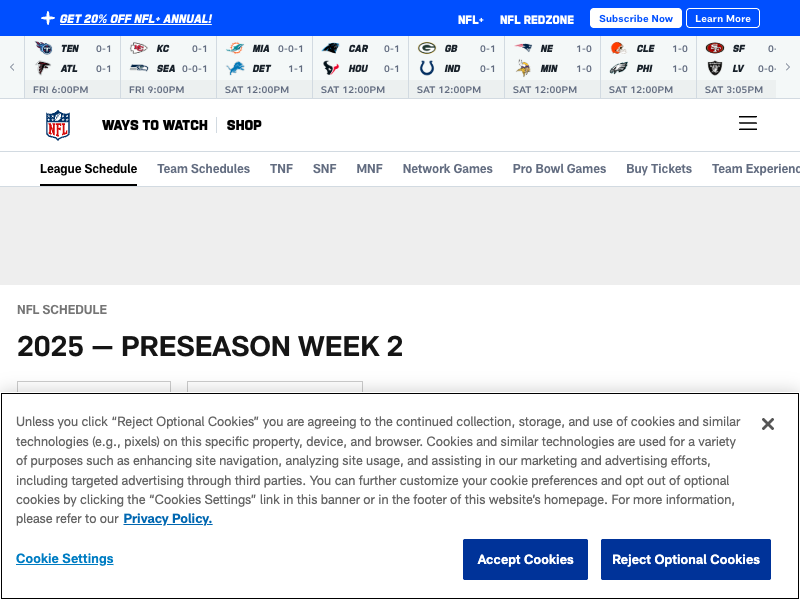 GET 20% OFF NFL+ ANNUAL!
NFL+
NFL REDZONE
Subscribe Now
Learn More
TEN 0-1
ATL 0-1
FRI 6:00PM
KC 0-1
SEA 0-0-1
FRI 9:00PM
MIA 0-0-1
DET 1-1
SAT 12:00PM
CAR 0-1
HOU 0-1
SAT 12:00PM
GB 0-1
IND 0-1
SAT 12:00PM
NE 1-0
MIN 1-0
SAT 12:00PM
CLE 1-0
PHI 1-0
SAT 12:00PM
SF 0-
LV 0-0-
SAT 3:05PM
NFL
WAYS TO WATCH
SHOP
League Schedule
Team Schedules
TNF
SNF
MNF
Network Games
Pro Bowl Games
Buy Tickets
Team Experienc
NFL SCHEDULE
2025 — PRESEASON WEEK 2
Unless you click “Reject Optional Cookies” you are agreeing to the continued collection, storage, and use of cookies and similar
technologies (e.g., pixels) on this specific property, device, and browser. Cookies and similar technologies are used for a variety
of purposes such as enhancing site navigation, analyzing site usage, and assisting in our marketing and advertising efforts,
including targeted advertising through third parties. You can further customize your cookie preferences and opt out of optional
cookies by clicking the “Cookies Settings” link in this banner or in the footer of this website’s homepage. For more information,
please refer to our Privacy Policy.
Cookie Settings
Accept Cookies
Reject Optional Cookies